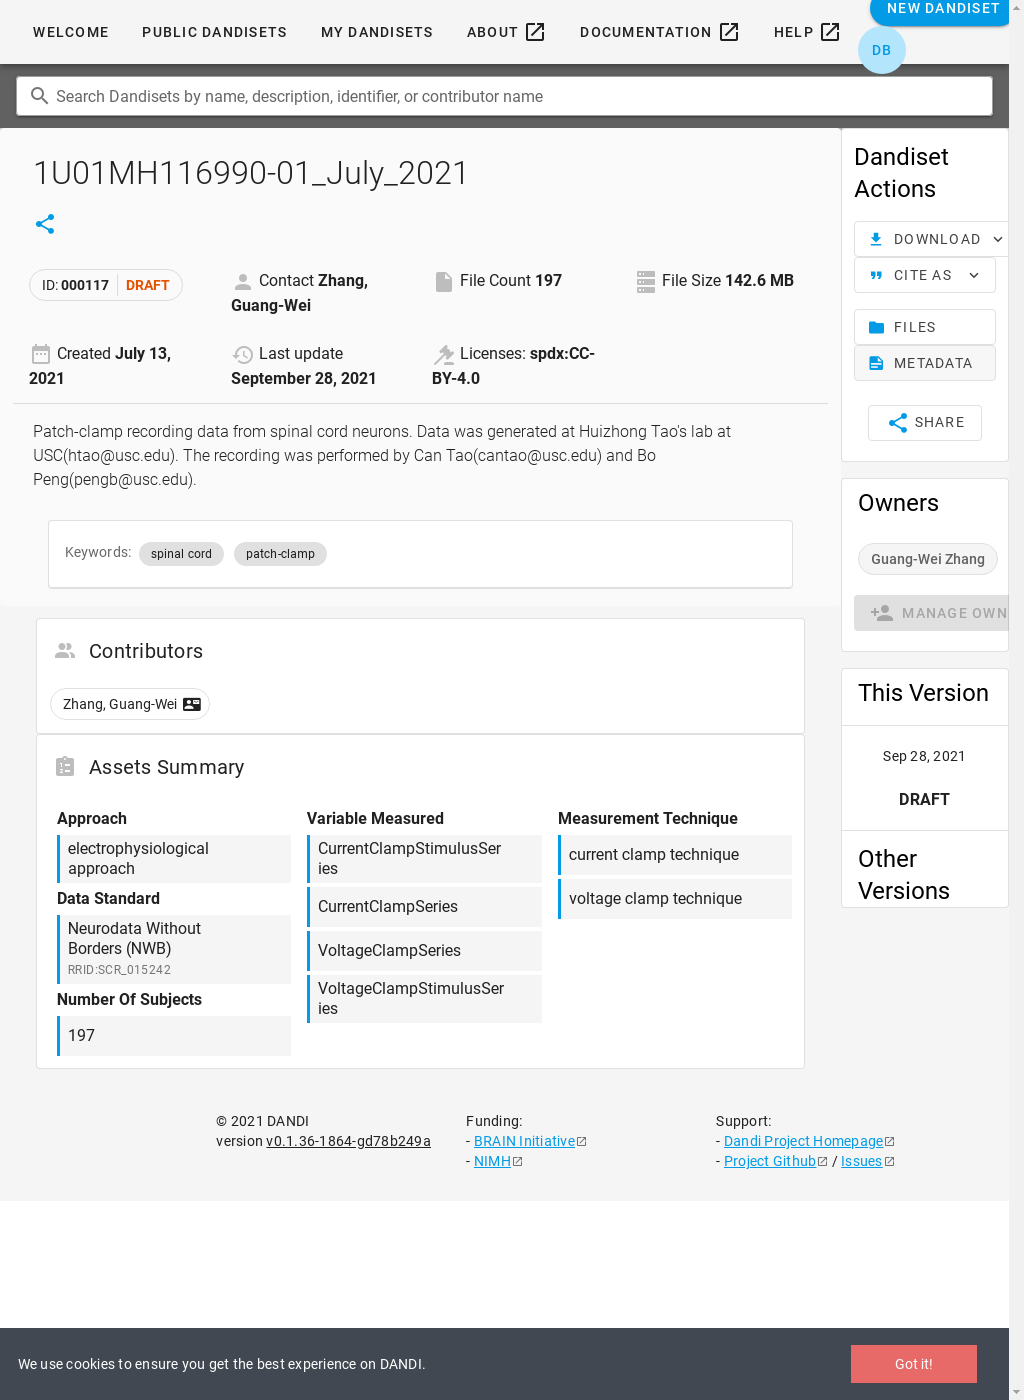 WELCOME PUBLIC DANDISETS MY DANDISETS ABOUT DOCUMENTATION HELP NEW DANDISET
DB
Search Dandisets by name, description, identifier, or contributor name
1U01MH116990-01_July_2021
ID: 000117 DRAFT
Contact Zhang,
Guang-Wei
File Count 197
File Size 142.6 MB
Created July 13,
2021
Last update
September 28, 2021
Licenses: spdx:CC-
BY-4.0
Patch-clamp recording data from spinal cord neurons. Data was generated at Huizhong Tao's lab at
USC(htao@usc.edu). The recording was performed by Can Tao(cantao@usc.edu) and Bo
Peng(pengb@usc.edu).
Keywords: spinal cord patch-clamp
Contributors
Zhang, Guang-Wei
Assets Summary
Approach
electrophysiological
approach
Data Standard
Neurodata Without
Borders (NWB)
RRID:SCR_015242
Number Of Subjects
197
Variable Measured
CurrentClampStimulusSer
ies
CurrentClampSeries
VoltageClampSeries
VoltageClampStimulusSer
ies
Measurement Technique
current clamp technique
voltage clamp technique
Dandiset
Actions
DOWNLOAD
CITE AS
FILES
METADATA
SHARE
Owners
Guang-Wei Zhang
MANAGE OWN
This Version
Sep 28, 2021
DRAFT
Other
Versions
© 2021 DANDI
version v0.1.36-1864-gd78b249a
Funding:
- BRAIN Initiative
- NIMH
Support:
- Dandi Project Homepage
- Project Github / Issues
We use cookies to ensure you get the best experience on DANDI.
Got it!